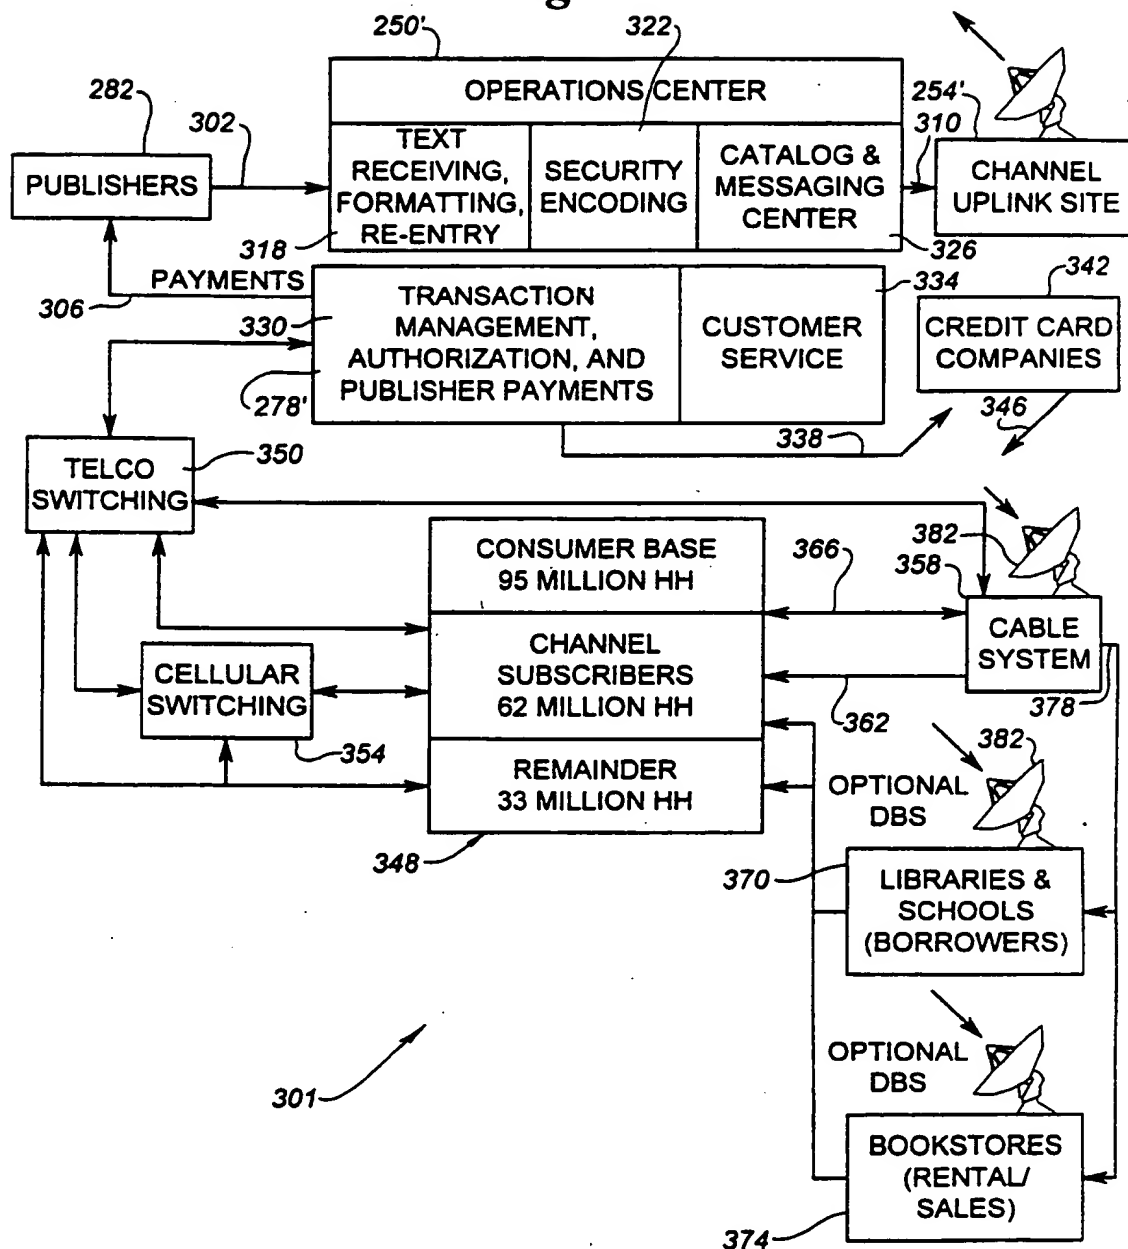 g
322
250'
282
302
OPERATIONS CENTER
254'
310
PUBLISHERS
TEXT
RECEIVING,
FORMATTING,
RE-ENTRY
318
SECURITY
ENCODING
CATALOG &
MESSAGING
CENTER
326
CHANNEL
UPLINK SITE
PAYMENTS
306
330
TRANSACTION
MANAGEMENT,
AUTHORIZATION, AND
PUBLISHER PAYMENTS
278'
CUSTOMER
SERVICE
334
342
CREDIT CARD
COMPANIES
346
338
TELCO
SWITCHING
350
CONSUMER BASE
95 MILLION HH
366
382
358
CABLE
SYSTEM
378
CHANNEL
SUBSCRIBERS
62 MILLION HH
362
CELLULAR
SWITCHING
354
REMAINDER
33 MILLION HH
348
382
OPTIONAL
DBS
370
LIBRARIES &
SCHOOLS
(BORROWERS)
OPTIONAL
DBS
301
BOOKSTORES
(RENTAL/
SALES)
374